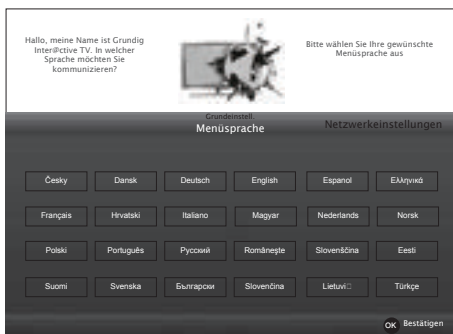 Hallo, meine Name ist Grundig
Inter@ctive TV. In welcher
Sprache möchten Sie
kommunizieren?
Bitte wählen Sie Ihre gewünschte
Menüsprache aus
Grundeinstell.
Menüsprache
Netzwerkeinstellungen
Česky Dansk Deutsch English Espanol Ελληνικά
Français Hrvatski Italiano Magyar Nederlands Norsk
Polski Português Русский Româneşte Slovenščina Eesti
Suomi Svenska Български Slovenčina Lietuvi□ Türkçe
OK Bestätigen